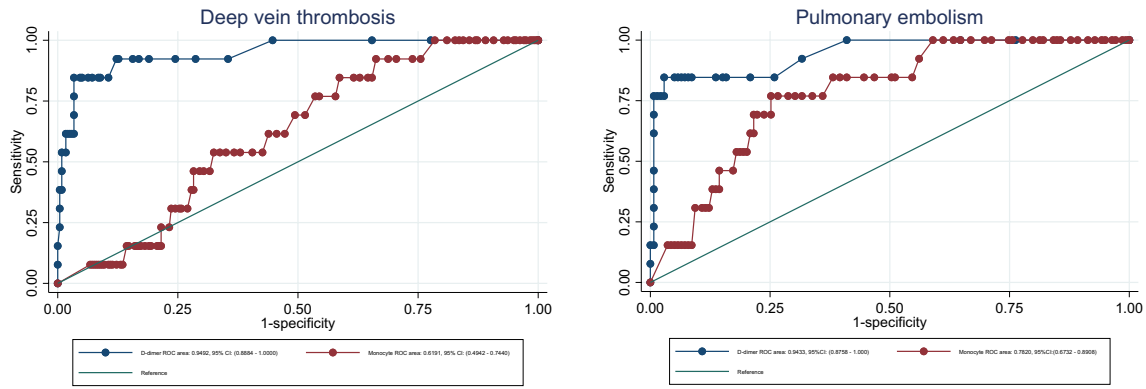 Deep vein thrombosis
Sensitivity
1.00
0.75
0.50
0.25
0.00
0.00 0.25 0.50 0.75 1.00
1-specificity
D-dimer ROC area: 0.9492, 95% CI: (0.8884 - 1.0000) Monocyte ROC area: 0.6191, 95% CI: (0.4942 - 0.7440)
Reference
Pulmonary embolism
Sensitivity
1.00
0.75
0.50
0.25
0.00
0.00 0.25 0.50 0.75 1.00
1-specificity
D-dimer ROC area: 0.9433, 95%CI: (0.8758 - 1.000) Monocyte ROC area: 0.7820, 95%CI:(0.6732 - 0.8908)
Reference